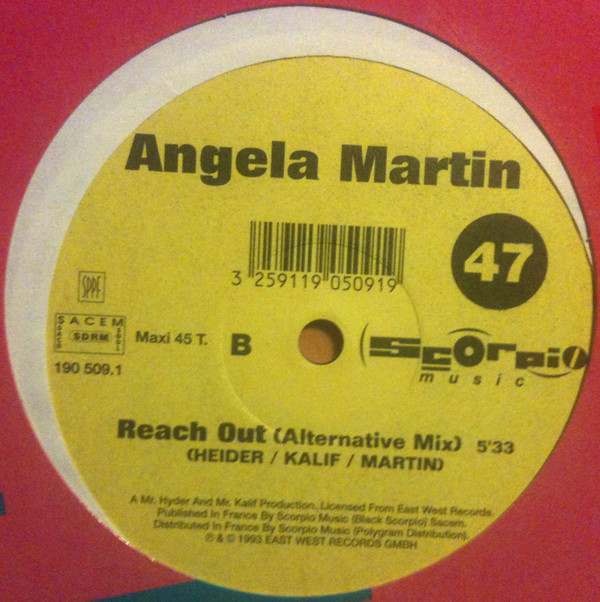 Angela Martin
47
3 259119 050919
SPPF
SACEM
SDRM
SACD
SGDL
Maxi 45 T.
B
scorpio
music
190 509.1
Reach Out (Alternative Mix) 5'33
(HEIDER / KALIF / MARTIN)
A Mr. Hyder And Mr. Kalif Production, Licensed From East West Records.
Published In France By Scorpio Music (Black Scorpio) Sacem.
Distributed In France By Scorpio Music (Polygram Distribution).
℗ & © 1993 EAST WEST RECORDS GMBH